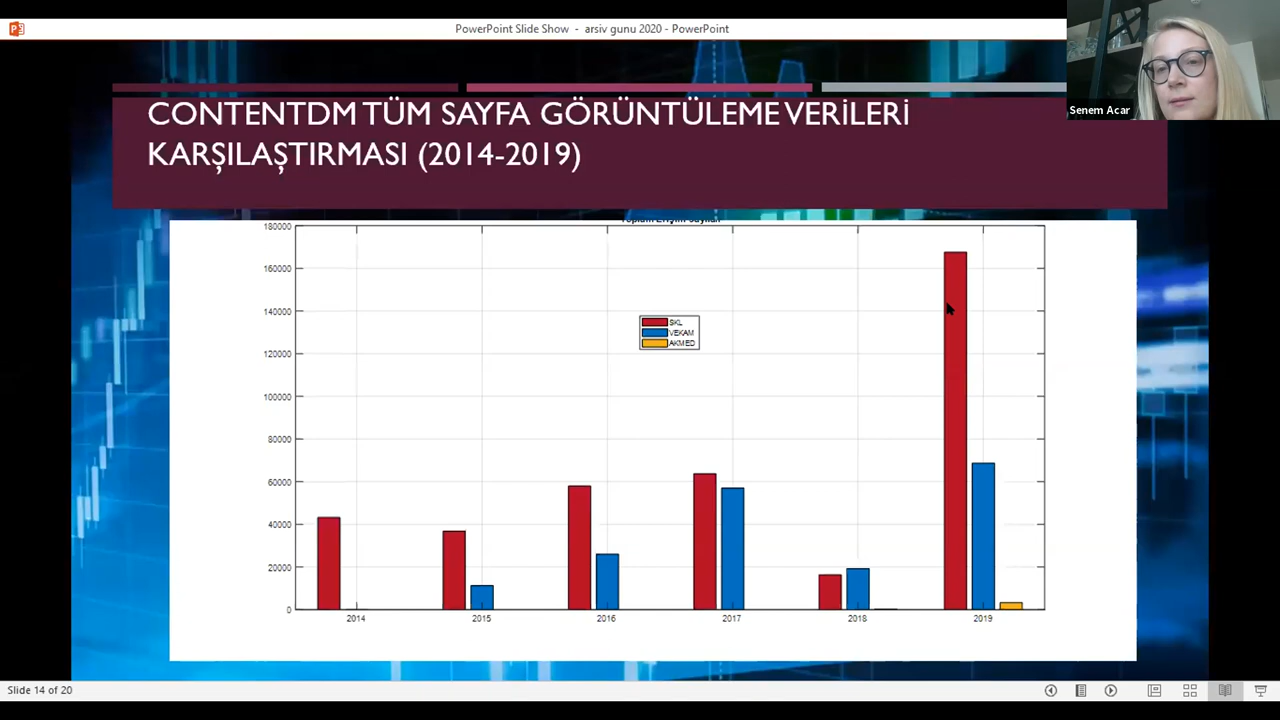 PowerPoint Slide Show - arsiv gunu 2020 - PowerPoint
Senem Acar
CONTENTDM TÜM SAYFA GÖRÜNTÜLEME VERİLERİ
KARŞILAŞTIRMASI (2014-2019)
180000
160000
140000
120000
100000
80000
60000
40000
20000
0
SKL
VEKAM
AKMED
2014
2015
2016
2017
2018
2019
Slide 14 of 20